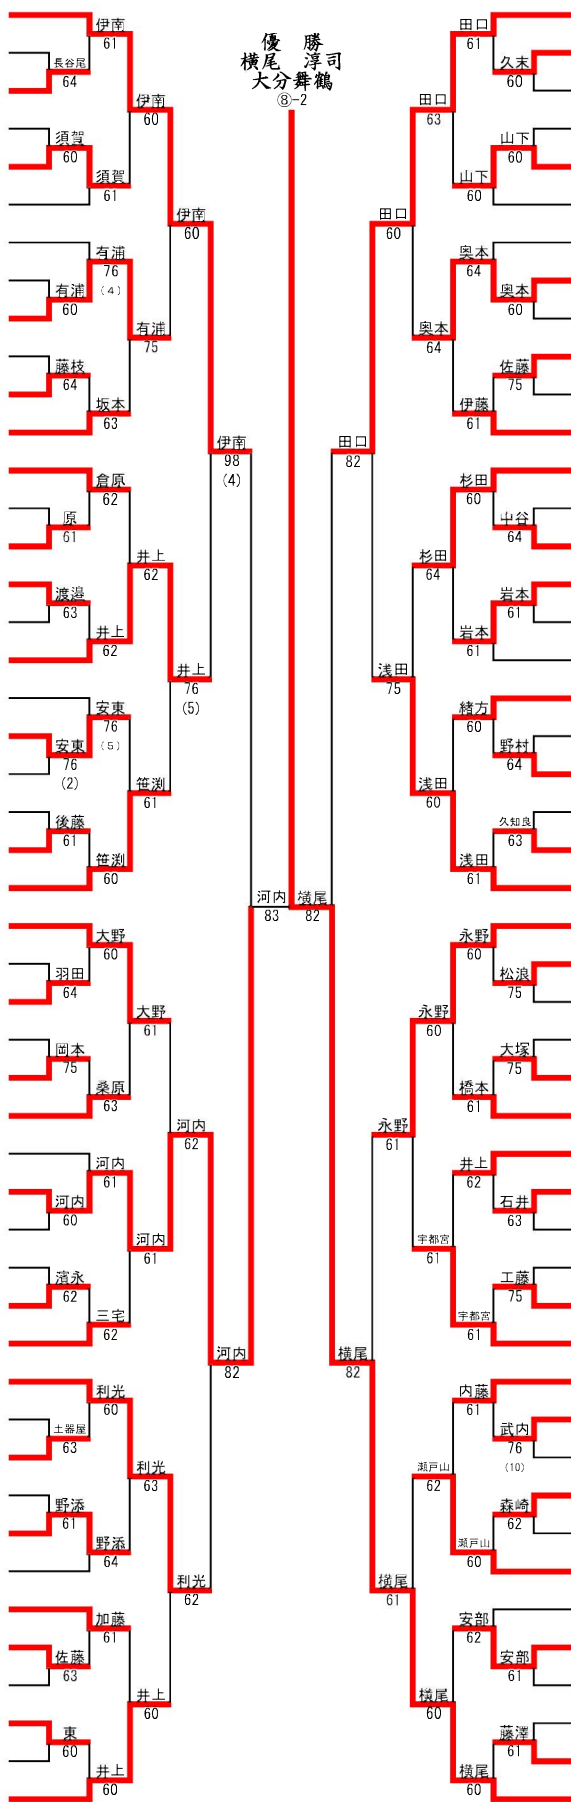 優 勝
横尾 淳司
大分舞鶴
⑧-2
伊南
61
長谷尾
64
伊南
60
須賀
60
須賀
61
伊南
60
有浦
76
(4)
有浦
60
有浦
75
藤枝
64
坂本
63
伊南
98
(4)
倉原
62
原
61
井上
62
渡邉
63
井上
62
井上
76
(5)
安東
76
(5)
安東
76
(2)
笹渕
61
後藤
61
笹渕
60
河内
83
大野
60
羽田
64
大野
61
岡本
75
桑原
63
河内
62
河内
61
河内
60
河内
61
濱永
62
三宅
62
河内
82
利光
60
土器屋
63
利光
63
野添
61
野添
64
利光
62
加藤
61
佐藤
63
井上
60
東
60
井上
60
田口
61
久末
60
田口
63
山下
60
山下
60
田口
60
奥本
64
奥本
60
奥本
64
佐藤
75
伊藤
61
田口
82
杉田
60
中谷
64
杉田
64
岩本
61
岩本
61
浅田
75
緒方
60
野村
64
浅田
60
久知良
63
浅田
61
横尾
82
永野
60
松浪
75
永野
60
大塚
75
橋本
61
永野
61
井上
62
石井
63
宇都宮
61
工藤
75
宇都宮
61
横尾
82
内藤
61
武内
76
(10)
瀬戸山
62
森崎
62
瀬戸山
60
横尾
61
安部
62
安部
61
横尾
60
藤澤
61
横尾
60